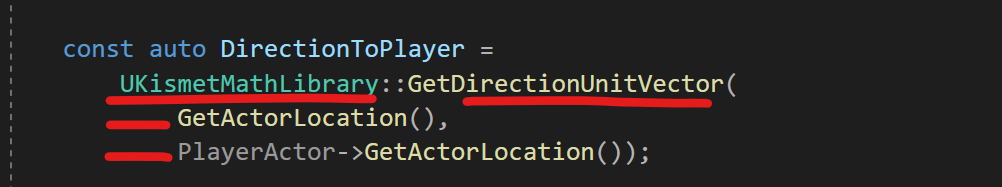 const auto DirectionToPlayer =
UKismetMathLibrary::GetDirectionUnitVector(
GetActorLocation(),
PlayerActor->GetActorLocation());